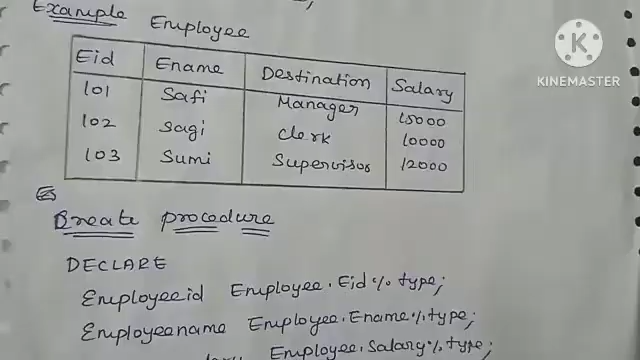 Example Employee
Eid Ename Destination Salary
101 Safi Manager 15000
102 Sagi Clerk 10000
103 Sumi Supervisor 12000
Create procedure
DECLARE
Employeeid Employee.Eid%type;
Employeename Employee.Ename%type;
Employee.Salary%type;
K
KINEMASTER